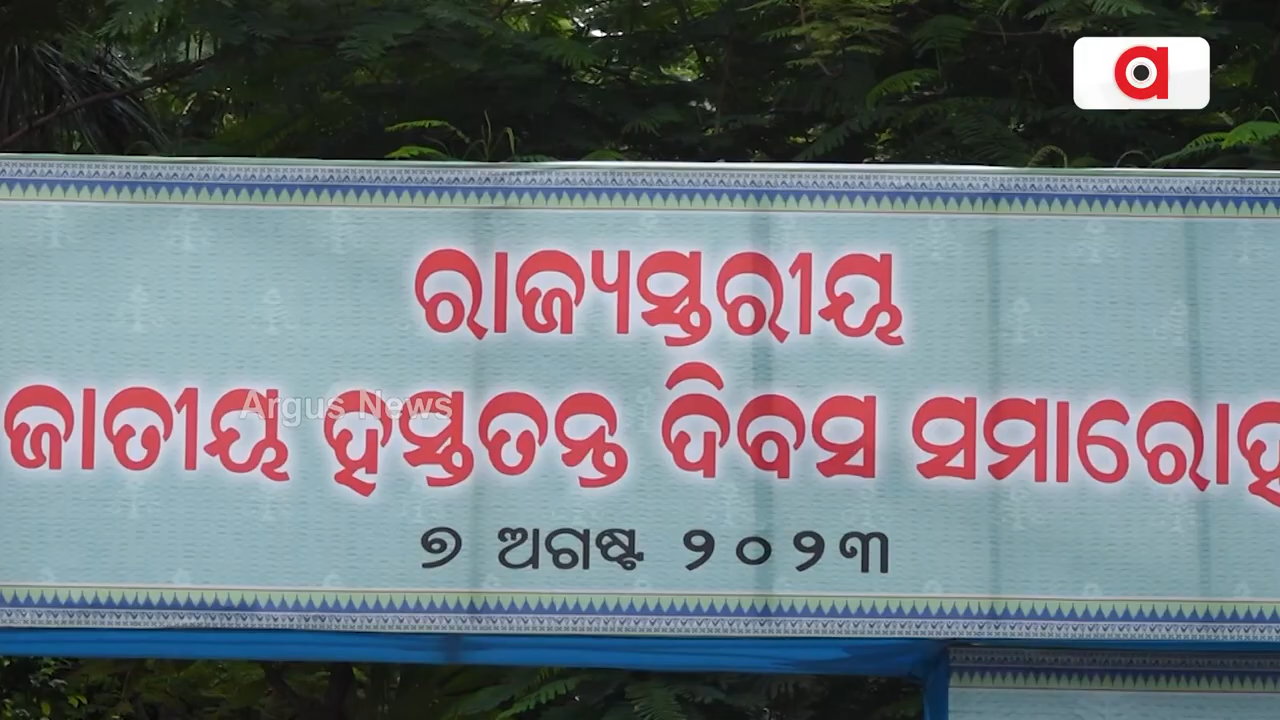 ରାଜ୍ୟସ୍ତରୀୟ
ଜାତୀୟ ହସ୍ତତନ୍ତ ଦିବସ ସମାରୋହ
Argus News
୭ ଅଗଷ୍ଟ ୨୦୨୩